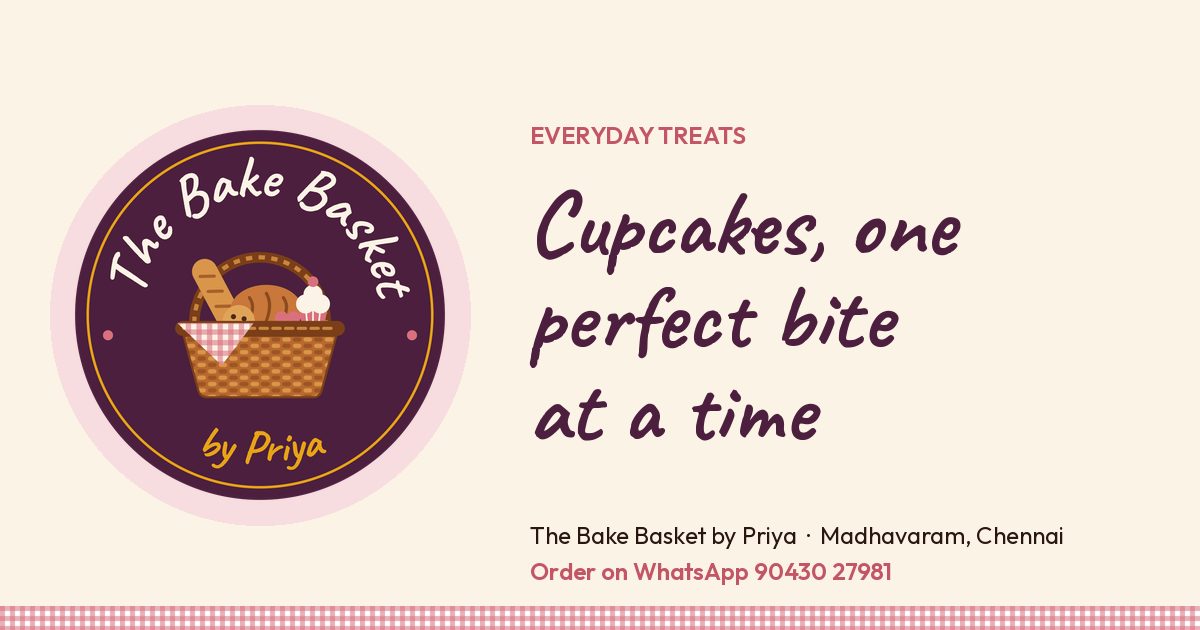 The Bake Basket
by Priya
EVERYDAY TREATS
Cupcakes, one
perfect bite
at a time
The Bake Basket by Priya · Madhavaram, Chennai
Order on WhatsApp 90430 27981